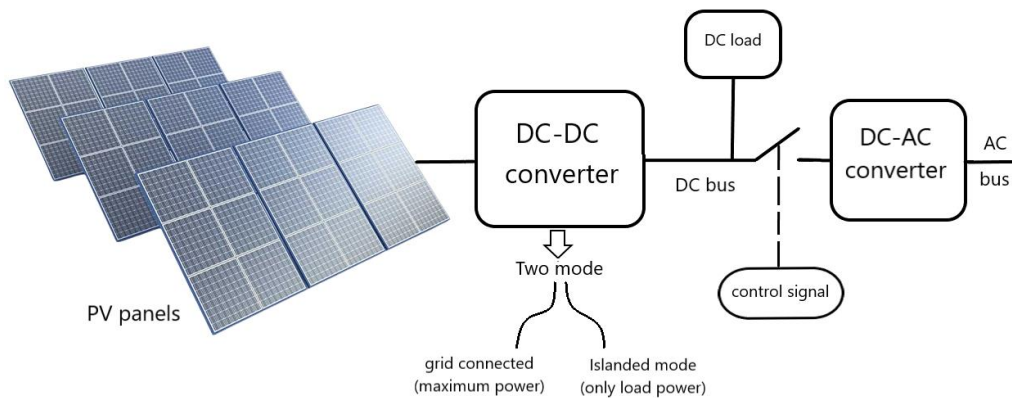 DC load
DC-DC
converter
DC bus
DC-AC
converter
AC
bus
Two mode
control signal
PV panels
grid connected
(maximum power)
Islanded mode
(only load power)